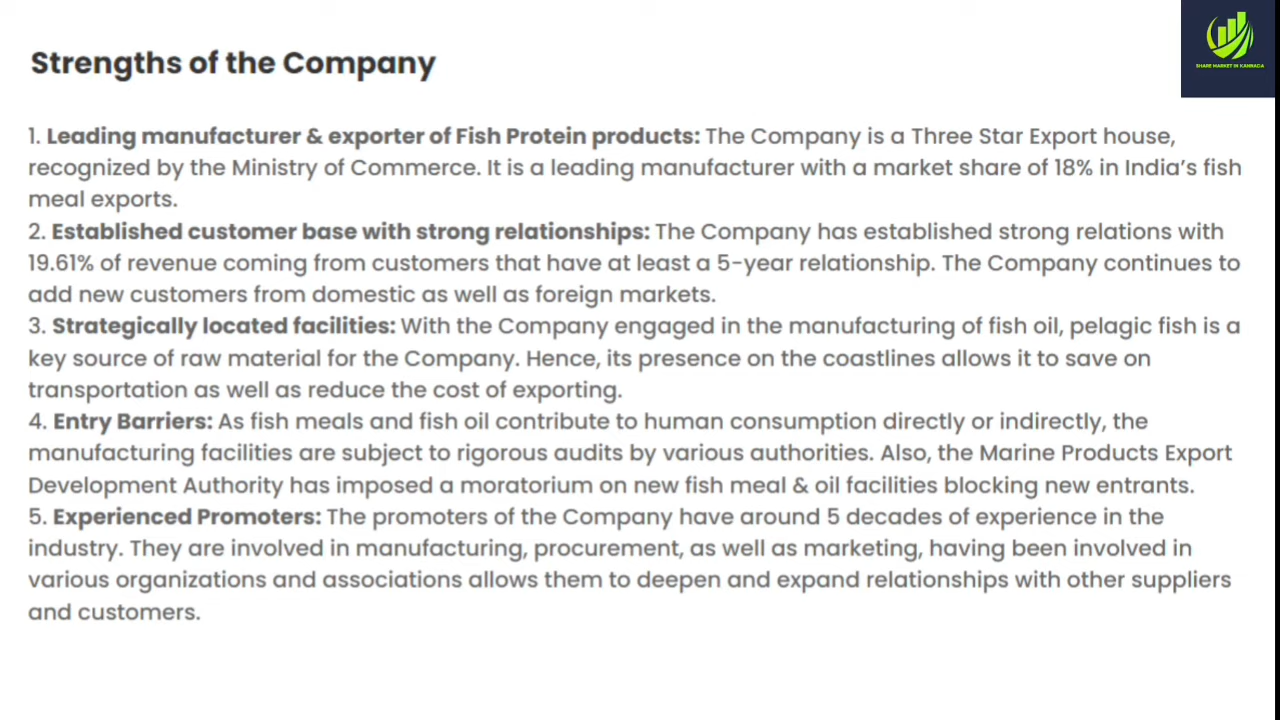 SHARE MARKET IN KANNADA
Strengths of the Company
1. Leading manufacturer & exporter of Fish Protein products: The Company is a Three Star Export house,
recognized by the Ministry of Commerce. It is a leading manufacturer with a market share of 18% in India’s fish
meal exports.
2. Established customer base with strong relationships: The Company has established strong relations with
19.61% of revenue coming from customers that have at least a 5-year relationship. The Company continues to
add new customers from domestic as well as foreign markets.
3. Strategically located facilities: With the Company engaged in the manufacturing of fish oil, pelagic fish is a
key source of raw material for the Company. Hence, its presence on the coastlines allows it to save on
transportation as well as reduce the cost of exporting.
4. Entry Barriers: As fish meals and fish oil contribute to human consumption directly or indirectly, the
manufacturing facilities are subject to rigorous audits by various authorities. Also, the Marine Products Export
Development Authority has imposed a moratorium on new fish meal & oil facilities blocking new entrants.
5. Experienced Promoters: The promoters of the Company have around 5 decades of experience in the
industry. They are involved in manufacturing, procurement, as well as marketing, having been involved in
various organizations and associations allows them to deepen and expand relationships with other suppliers
and customers.